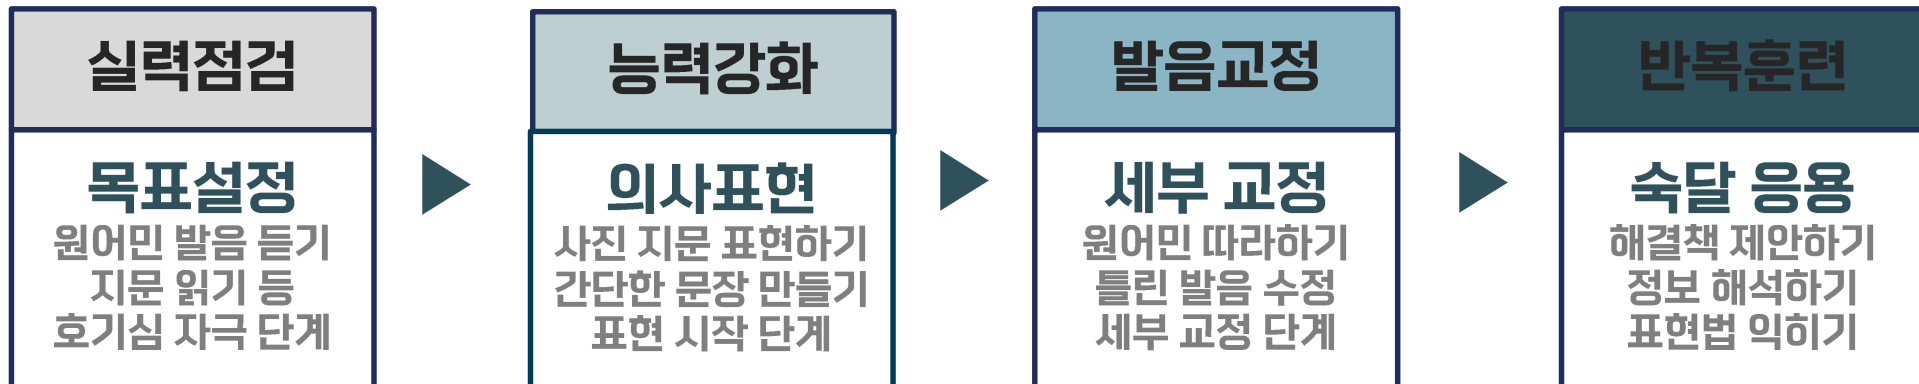 실력점검
목표설정
원어민 발음 듣기
지문 읽기 등
호기심 자극 단계
능력강화
의사표현
사진 지문 표현하기
간단한 문장 만들기
표현 시작 단계
발음교정
세부 교정
원어민 따라하기
틀린 발음 수정
세부 교정 단계
반복훈련
숙달 응용
해결책 제안하기
정보 해석하기
표현법 익히기